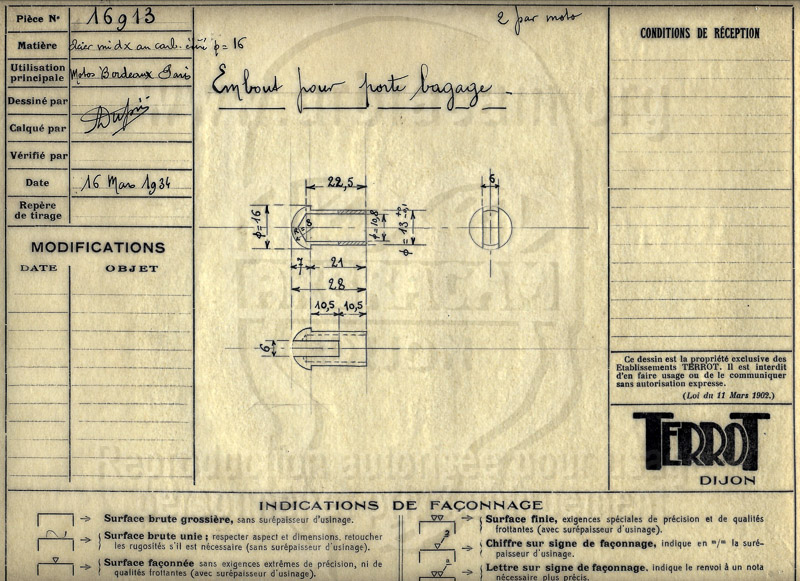 Pièce N° 16913
2 par moto
Matière Acier mi dx au carb. étiré φ = 16
Utilisation principale Motos Bordeaux Paris
Embout pour porte bagage
Dessiné par
Calqué par
Vérifié par
Date 16 Mars 1934
Repère de tirage
MODIFICATIONS
DATE OBJET
CONDITIONS DE RÉCEPTION
22,5
6
φ=16
φ=10,8
φ=13
7 21
28
10,5 10,5
6
Ce dessin est la propriété exclusive des
Etablissements TERROT. Il est interdit
d'en faire usage ou de le communiquer
sans autorisation expresse.
(Loi du 11 Mars 1902.)
TERROT
DIJON
INDICATIONS DE FAÇONNAGE
Surface brute grossière, sans surépaisseur d'usinage.
Surface brute unie ; respecter aspect et dimensions, retoucher
les rugosités s'il est nécessaire (sans surépaisseur d'usinage).
Surface façonnée sans exigences extrêmes de précision, ni de
qualités frottantes (avec surépaisseur d'usinage).
Surface finie, exigences spéciales de précision et de qualités
frottantes (avec surépaisseur d'usinage).
Chiffre sur signe de façonnage, indique en m/m la suré-
paisseur d'usinage.
Lettre sur signe de façonnage, indique le renvoi à un nota
nécessaire plus précis.